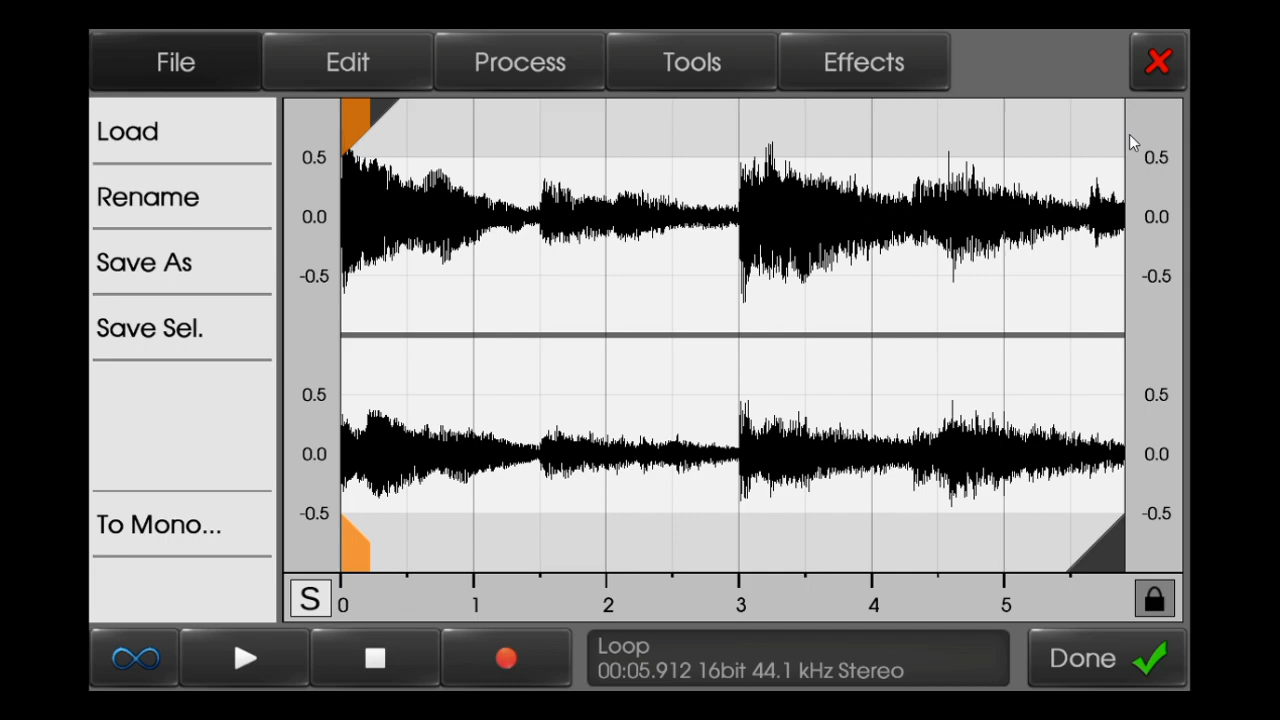 File Edit Process Tools Effects
Load
Rename
Save As
Save Sel.
To Mono...
0.5 0.5
0.0 0.0
-0.5 -0.5
0.5 0.5
0.0 0.0
-0.5 -0.5
S 0 1 2 3 4 5
Loop
00:05.912 16bit 44.1 kHz Stereo
Done